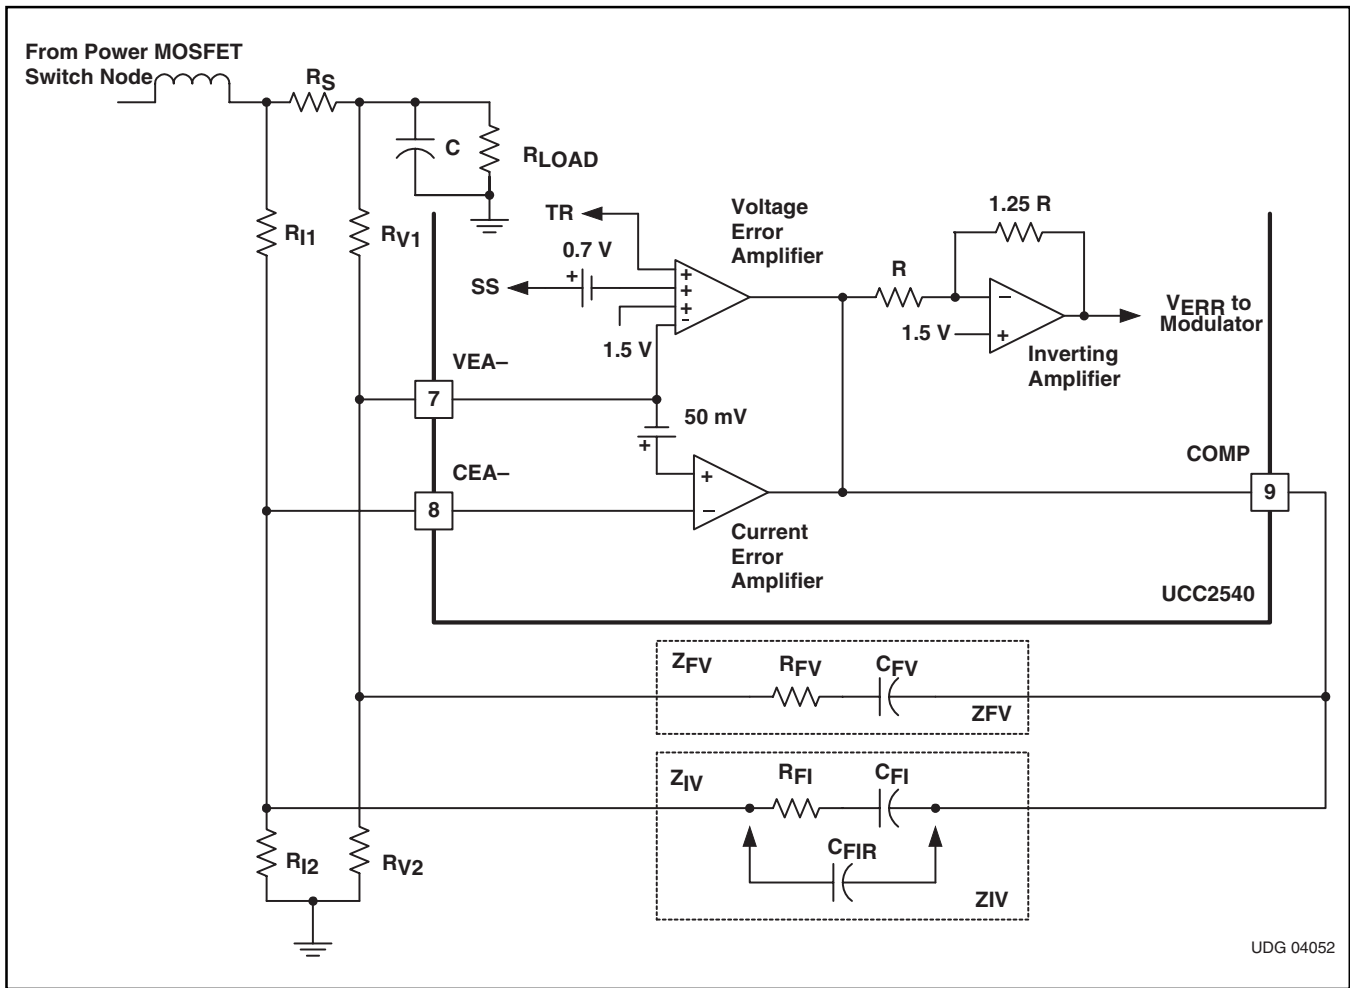 From Power MOSFET
Switch Node
RS
C
RLOAD
RI1
RV1
TR
0.7 V
+
SS
Voltage
Error
Amplifier
+
+
+
-
1.5 V
1.25 R
R
−
+
1.5 V
VERR to
Modulator
Inverting
Amplifier
VEA–
7
50 mV
+
CEA–
8
+
–
Current
Error
Amplifier
COMP
9
UCC2540
ZFV
RFV
CFV
ZFV
ZIV
RFI
CFI
CFIR
ZIV
RI2
RV2
UDG 04052